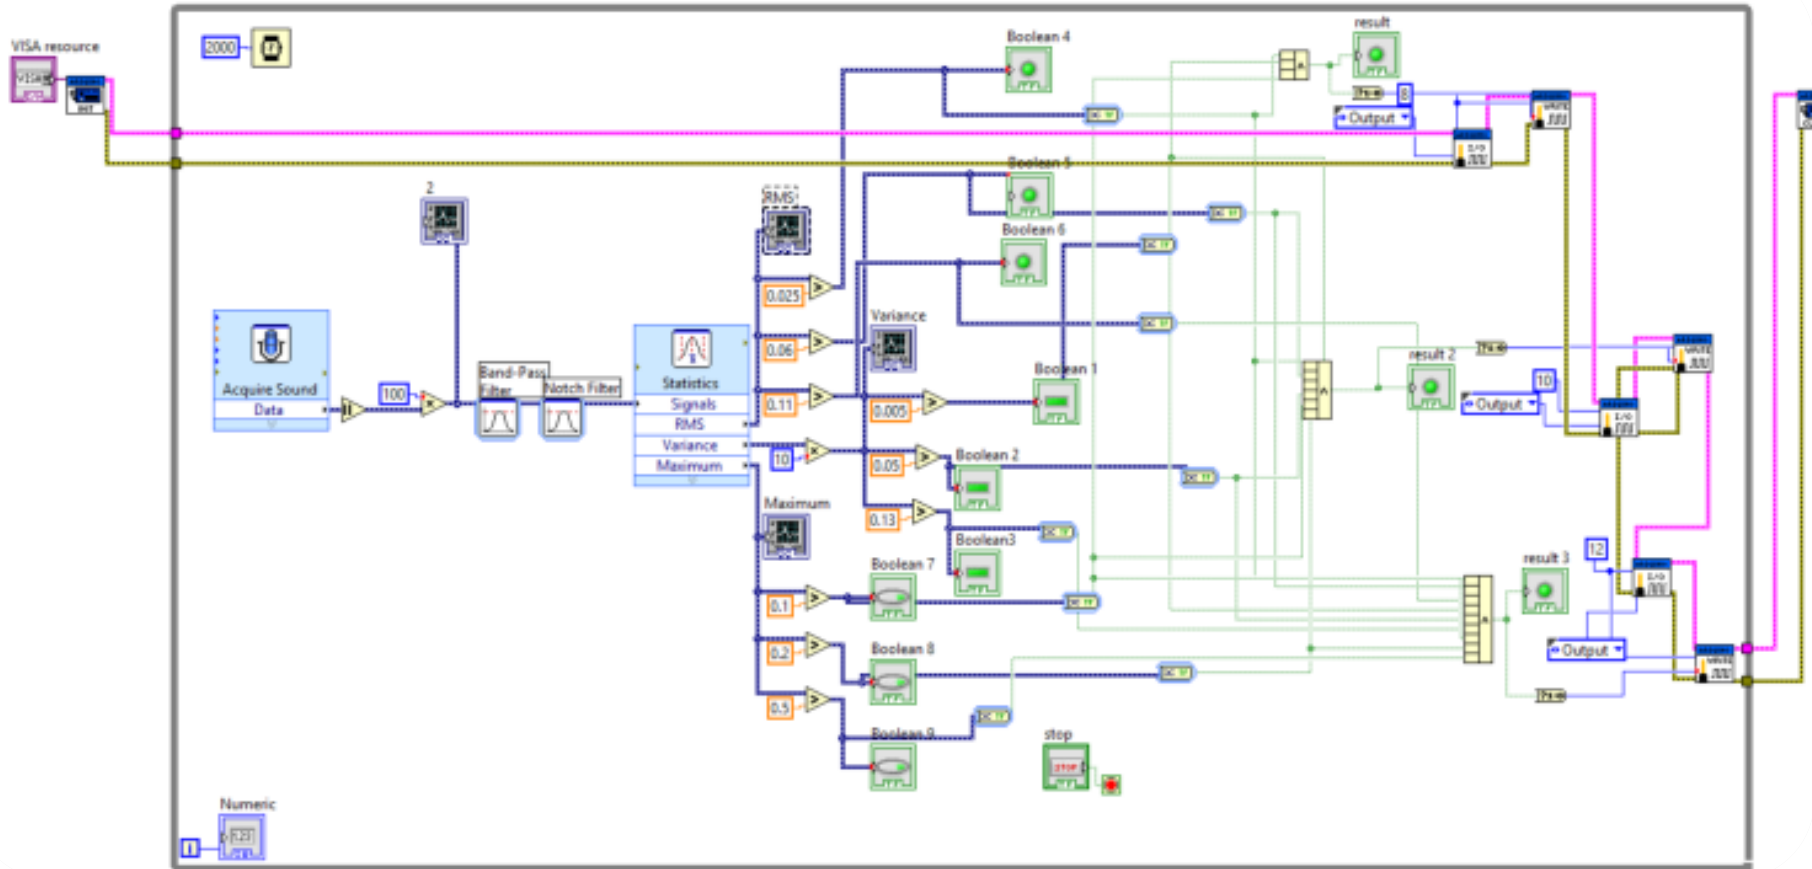 VISA resource
2000
Boolean 4
result
8
Output
Boolean 5
2
RMS
Boolean 6
0.025
Variance
0.06
Acquire Sound
Data
100
Band-Pass
Filter
Notch Filter
Statistics
Signals
RMS
Variance
Maximum
0.11
0.005
Boolean 1
result 2
10
Output
10
0.05
Boolean 2
Maximum
0.13
Boolean3
12
result 3
Boolean 7
0.1
Boolean 8
0.2
Output
0.5
Boolean 9
stop
STOP
Numeric
123
i